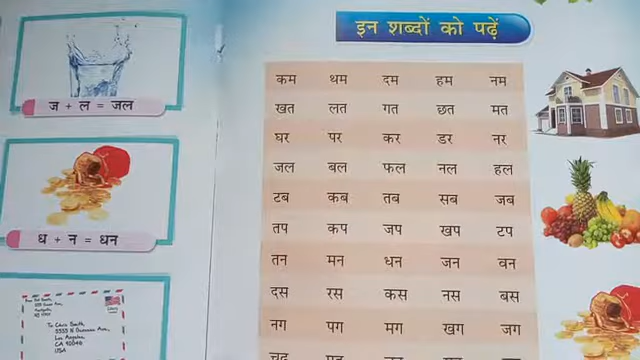 ज + ल = जल
ध + न = धन
To Chris Smith,
Los Angeles
CA 90046
USA
इन शब्दों को पढ़ें
कम थम दम हम नम
खत लत गत छत मत
घर पर कर डर नर
जल बल फल नल हल
टब कब तब सब जब
तप कप जप खप टप
तन मन धन जन वन
दस रस कस नस बस
नग पग मग खग जग